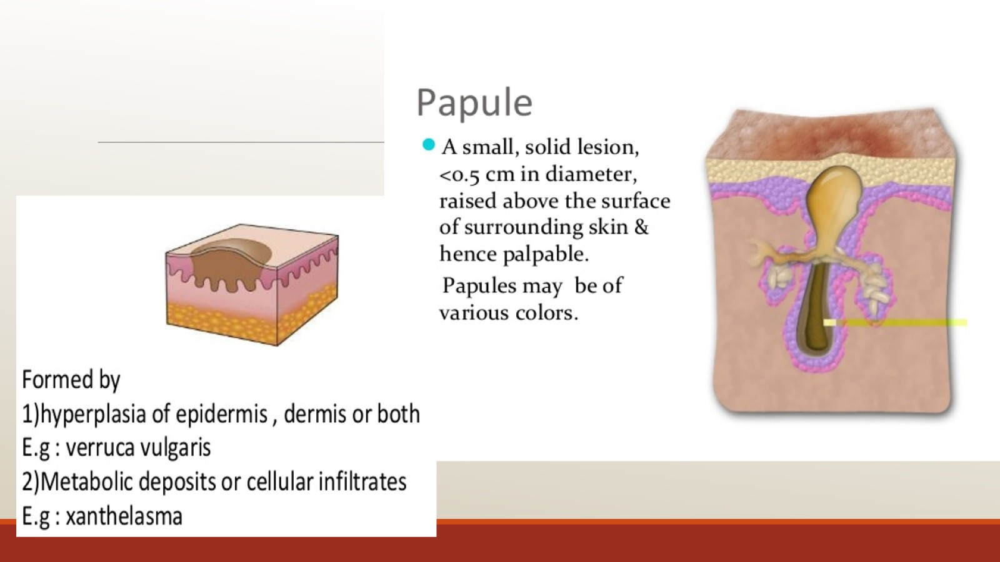 Papule
A small, solid lesion,
<0.5 cm in diameter,
raised above the surface
of surrounding skin &
hence palpable.
Papules may be of
various colors.
Formed by
1)hyperplasia of epidermis , dermis or both
E.g : verruca vulgaris
2)Metabolic deposits or cellular infiltrates
E.g : xanthelasma